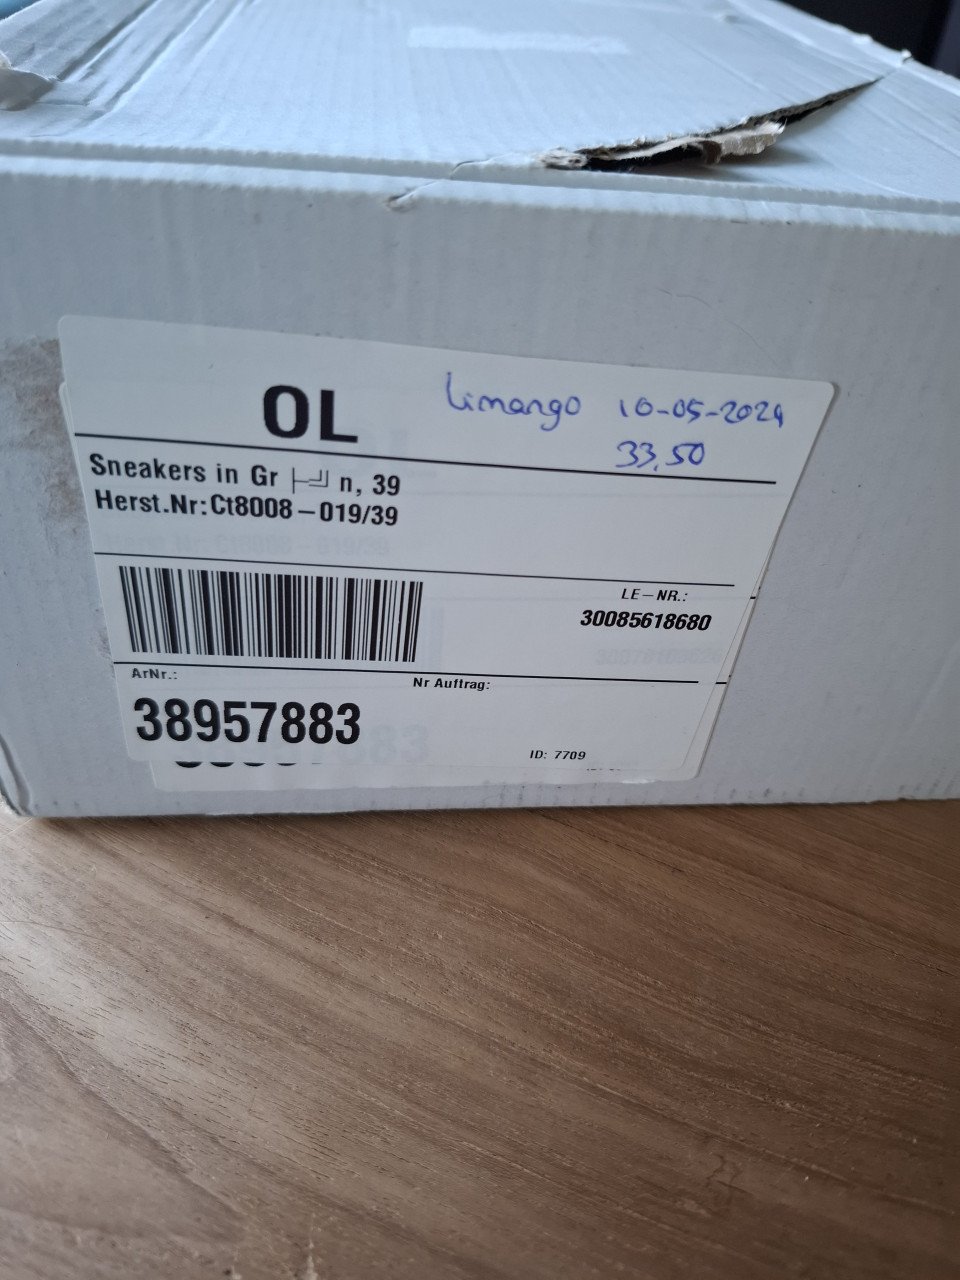 OL
Limango 10-05-2024
33,50
Sneakers in Gr├╝n, 39
Herst.Nr:Ct8008-019/39
LE-NR.:
30085618680
ArNr.:
Nr Auftrag:
38957883
ID: 7709